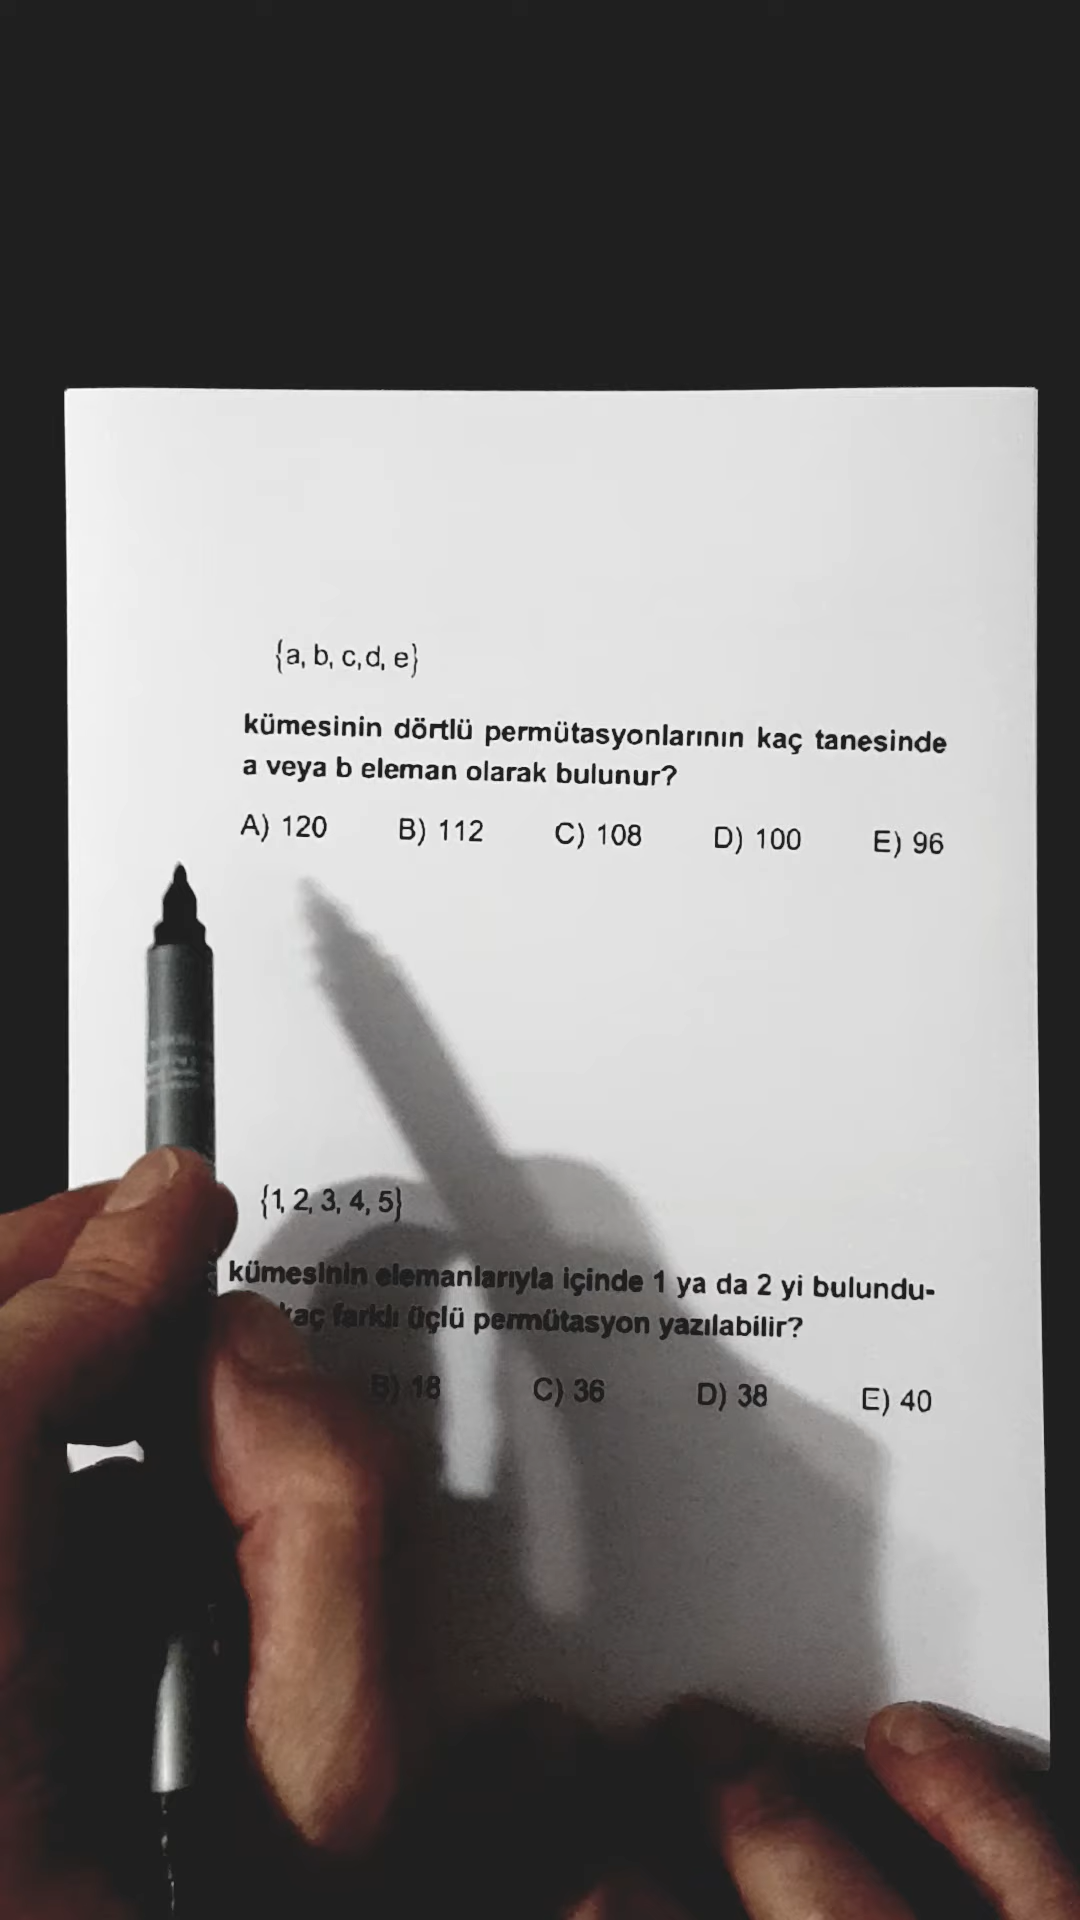 {a, b, c, d, e}
kümesinin dörtlü permütasyonlarının kaç tanesinde
a veya b eleman olarak bulunur?
A) 120 B) 112 C) 108 D) 100 E) 96
{1, 2, 3, 4, 5}
kümesinin elemanlarıyla içinde 1 ya da 2 yi bulundu-
kaç farklı üçlü permütasyon yazılabilir?
B) 18 C) 36 D) 38 E) 40